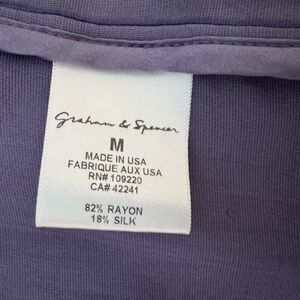 Graham & Spencer
M
MADE IN USA
FABRIQUE AUX USA
RN# 109220
CA# 42241
82% RAYON
18% SILK